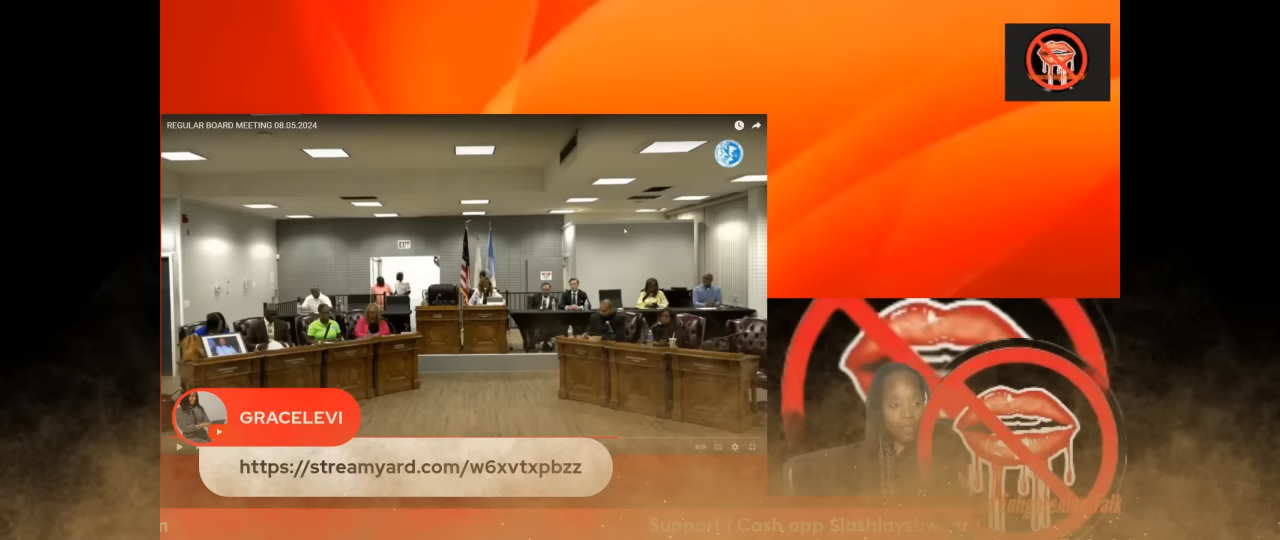 REGULAR BOARD MEETING 08.05.2024
GRACELEVI
https://streamyard.com/w6xvtxpbzz
Support | Cash app